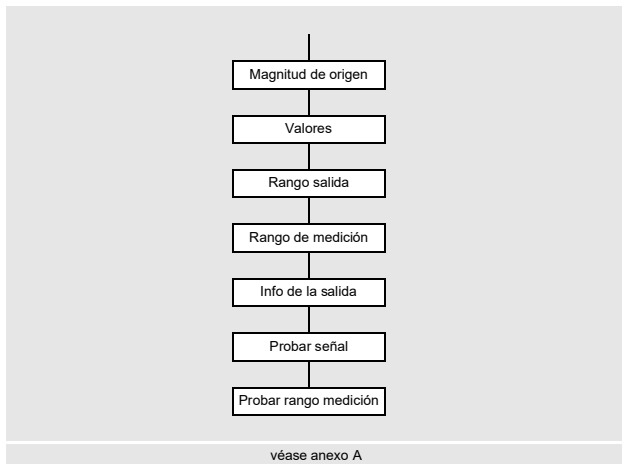 Magnitud de origen
Valores
Rango salida
Rango de medición
Info de la salida
Probar señal
Probar rango medición
véase anexo A